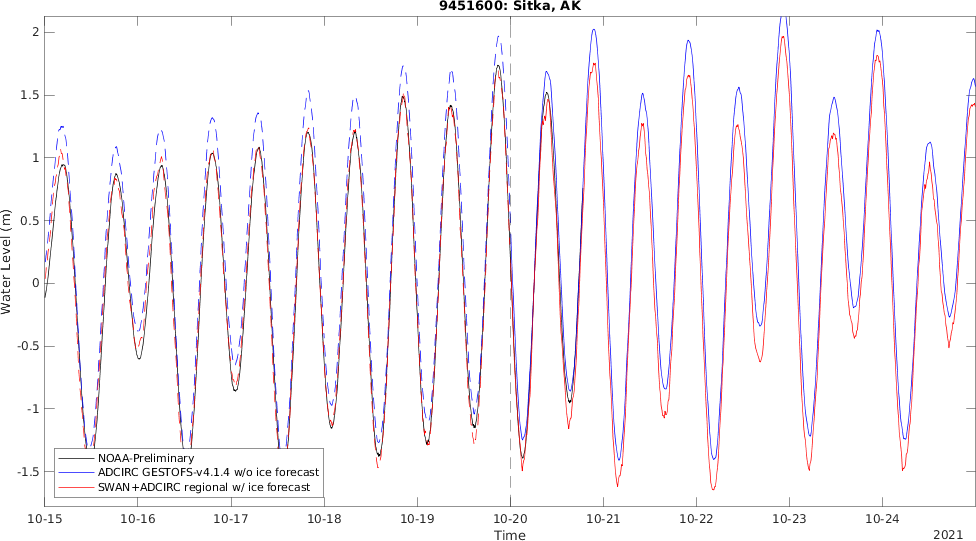 9451600: Sitka, AK
2
1.5
1
0.5
0
-0.5
-1
-1.5
Water Level (m)
NOAA-Preliminary
ADCIRC GESTOFS-v4.1.4 w/o ice forecast
SWAN+ADCIRC regional w/ ice forecast
10-15 10-16 10-17 10-18 10-19 10-20 10-21 10-22 10-23 10-24
Time
2021